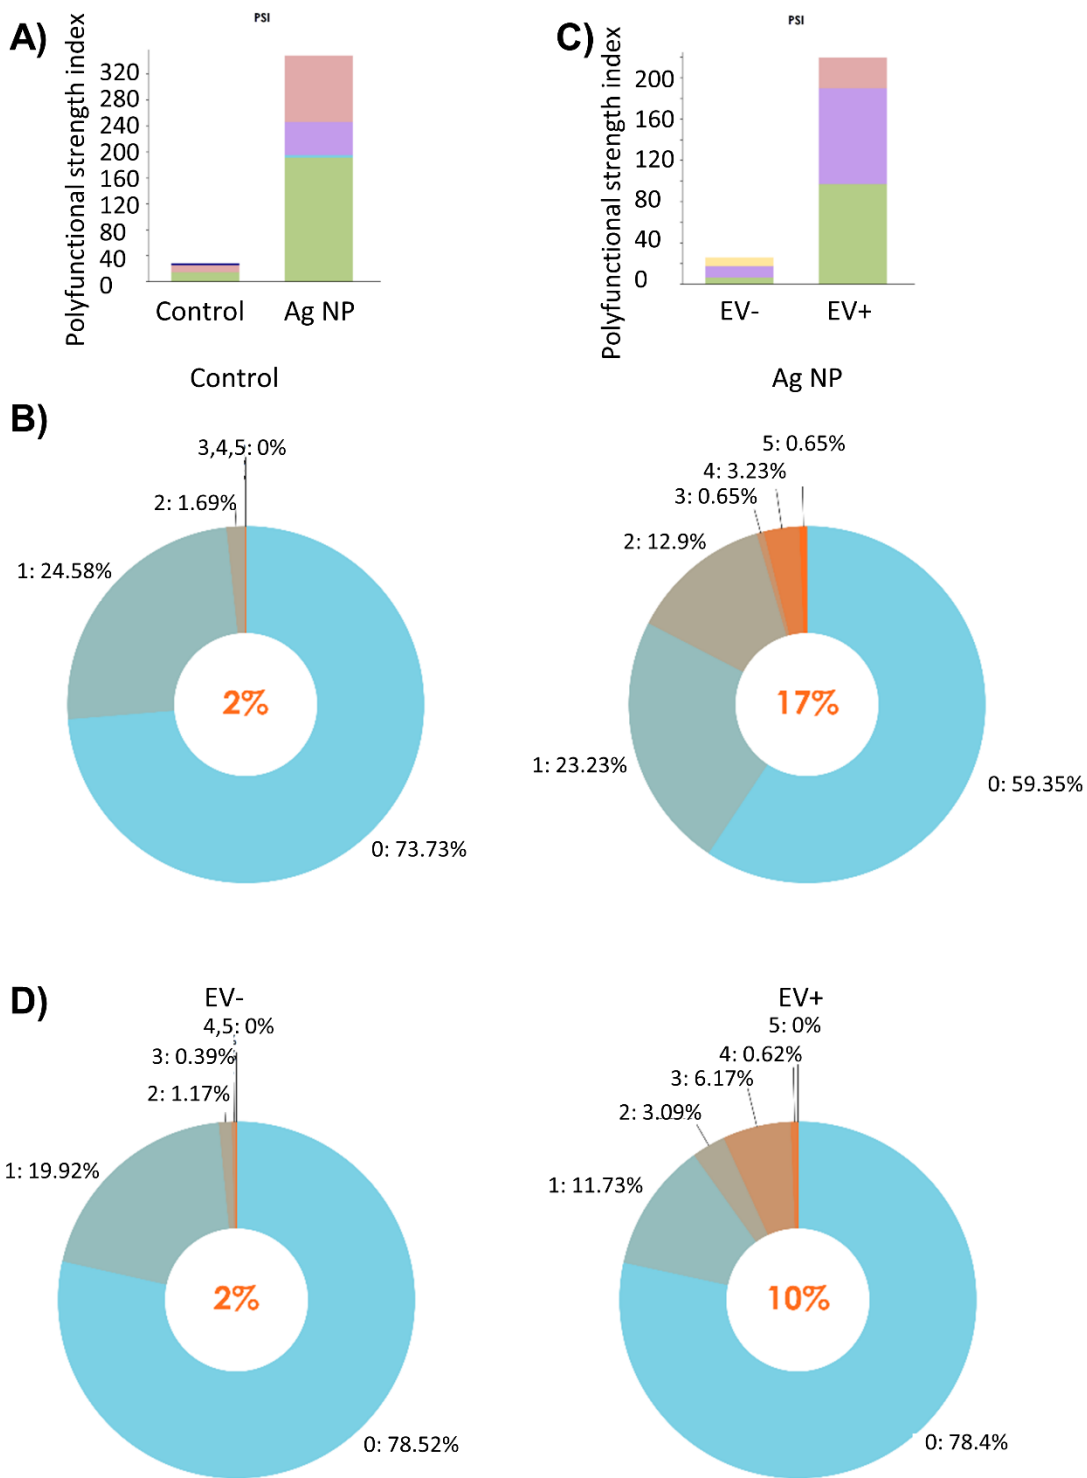 A)
PSI
Polyfunctional strength index
320
280
240
200
160
120
80
40
0
Control
Ag NP
C)
PSI
Polyfunctional strength index
200
160
120
80
40
0
EV-
EV+
B)
Control
3,4,5: 0%
2: 1.69%
1: 24.58%
2%
0: 73.73%
Ag NP
5: 0.65%
4: 3.23%
3: 0.65%
2: 12.9%
17%
1: 23.23%
0: 59.35%
D)
EV-
4,5: 0%
3: 0.39%
2: 1.17%
1: 19.92%
2%
0: 78.52%
EV+
5: 0%
4: 0.62%
3: 6.17%
2: 3.09%
1: 11.73%
10%
0: 78.4%